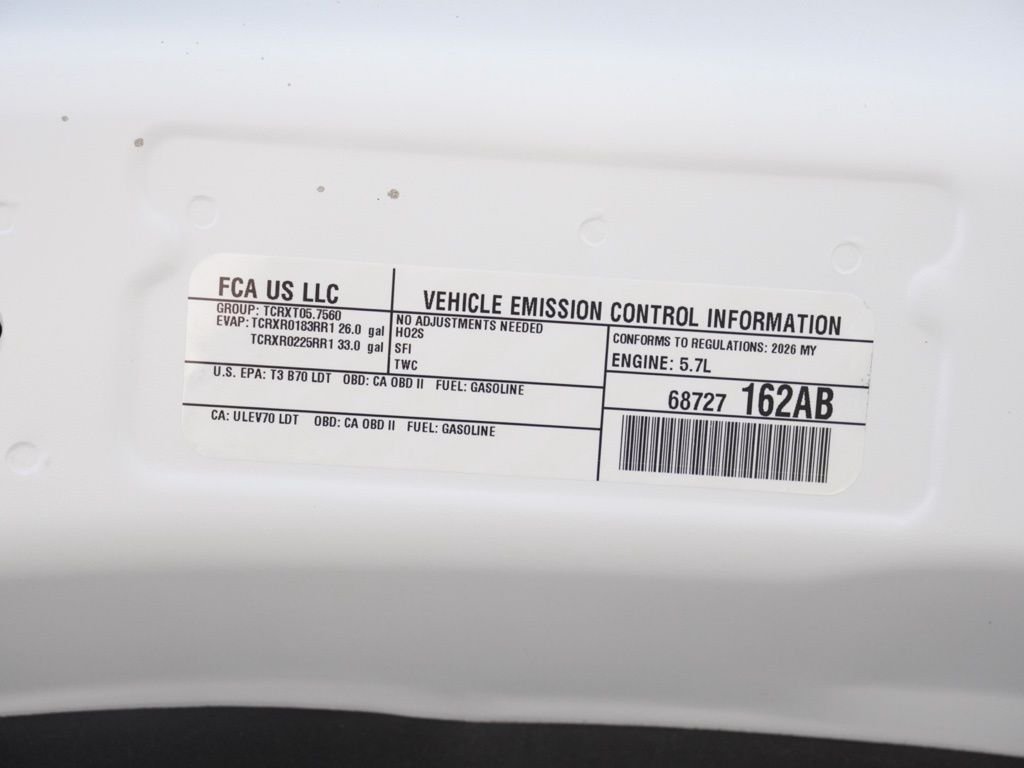 FCA US LLC
VEHICLE EMISSION CONTROL INFORMATION
GROUP: TCRXT05.7560
EVAP: TCRXR0183RR1 26.0 gal
TCRXR0225RR1 33.0 gal
NO ADJUSTMENTS NEEDED
HO2S
SFI
TWC
CONFORMS TO REGULATIONS: 2026 MY
ENGINE: 5.7L
U.S. EPA: T3 B70 LDT OBD: CA OBD II FUEL: GASOLINE
68727 162AB
CA: ULEV70 LDT OBD: CA OBD II FUEL: GASOLINE